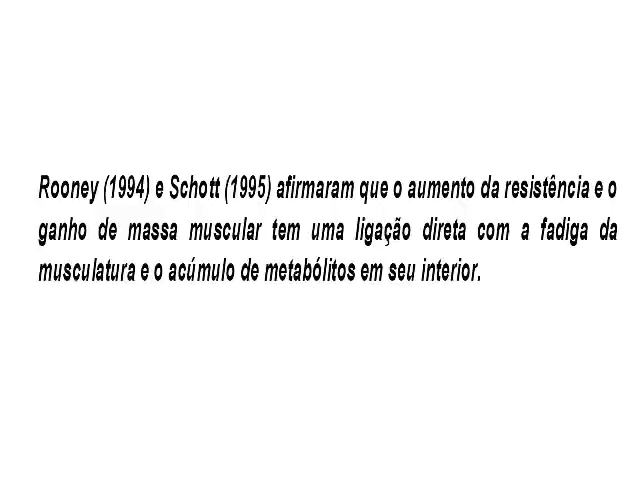 Rooney (1994) e Schott (1995) afirmaram que o aumento da resistência e o
ganho de massa muscular tem uma ligação direta com a fadiga da
musculatura e o acúmulo de metabólitos em seu interior.